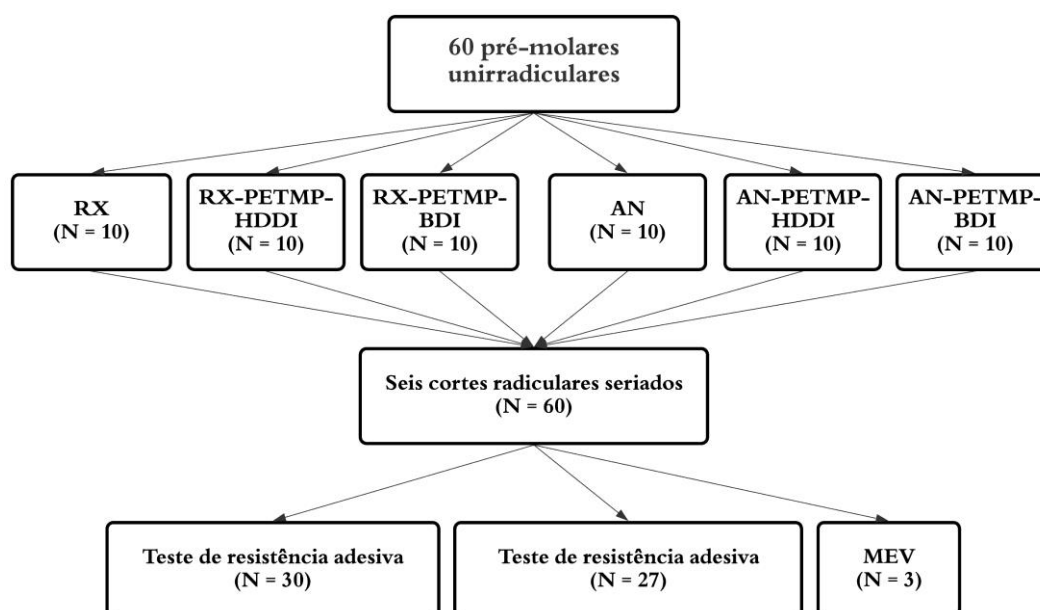 60 pré-molares
unirradiculares
RX
(N = 10)
RX-PETMP-
HDDI
(N = 10)
RX-PETMP-
BDI
(N = 10)
AN
(N = 10)
AN-PETMP-
HDDI
(N = 10)
AN-PETMP-
BDI
(N = 10)
Seis cortes radiculares seriados
(N = 60)
Teste de resistência adesiva
(N = 30)
Teste de resistência adesiva
(N = 27)
MEV
(N = 3)